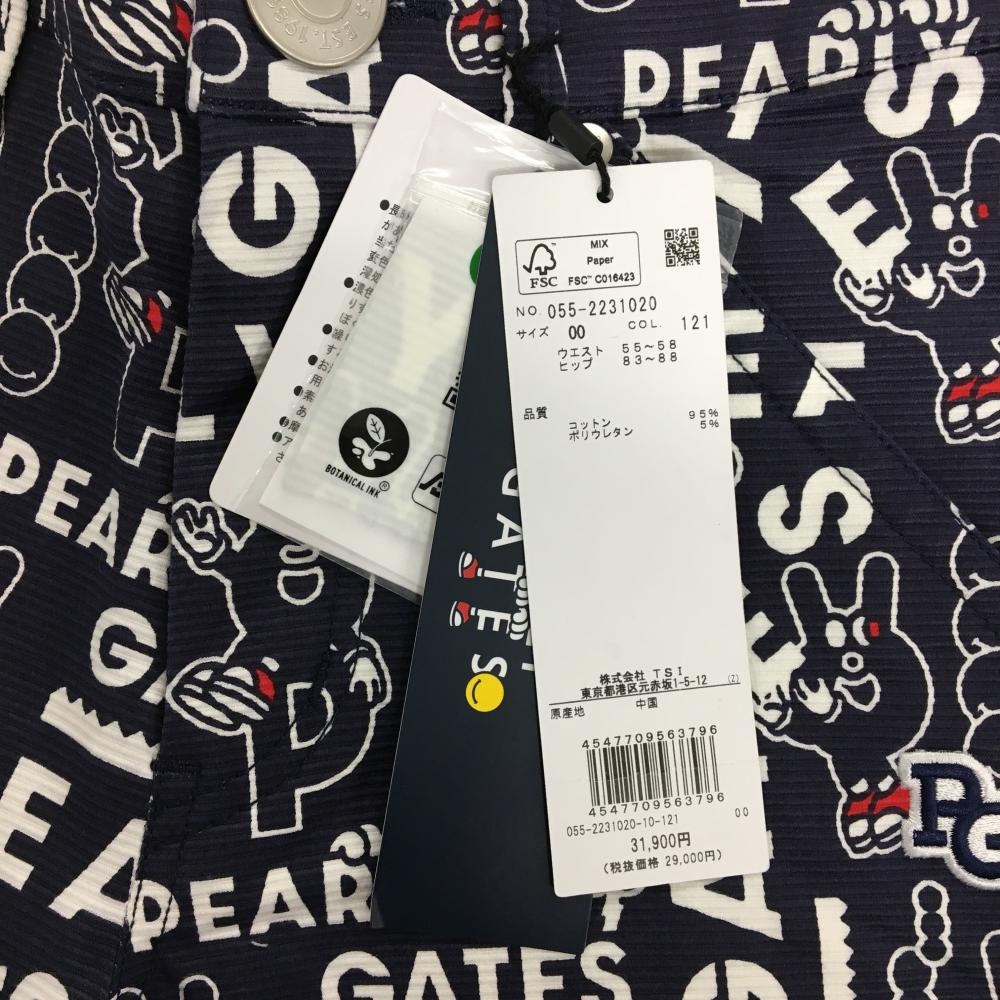 S EST. 1989
PEARLY
G
MIX
Paper
FSC
FSC™ C016423
NO. 055-2231020
サイズ 00 COL. 121
ウエスト 55~58
ヒップ 83~88
品質
コットン 95%
ポリウレタン 5%
株式会社 TSI
東京都港区元赤坂1-5-12 (Z)
原産地 中国
4547709563796
4547709563796
055-2231020-10-121 00
31,900円
(税抜価格 29,000円)
BOTANICAL INK®
GATES
PEAR
GA
PEAR
GATES
PG